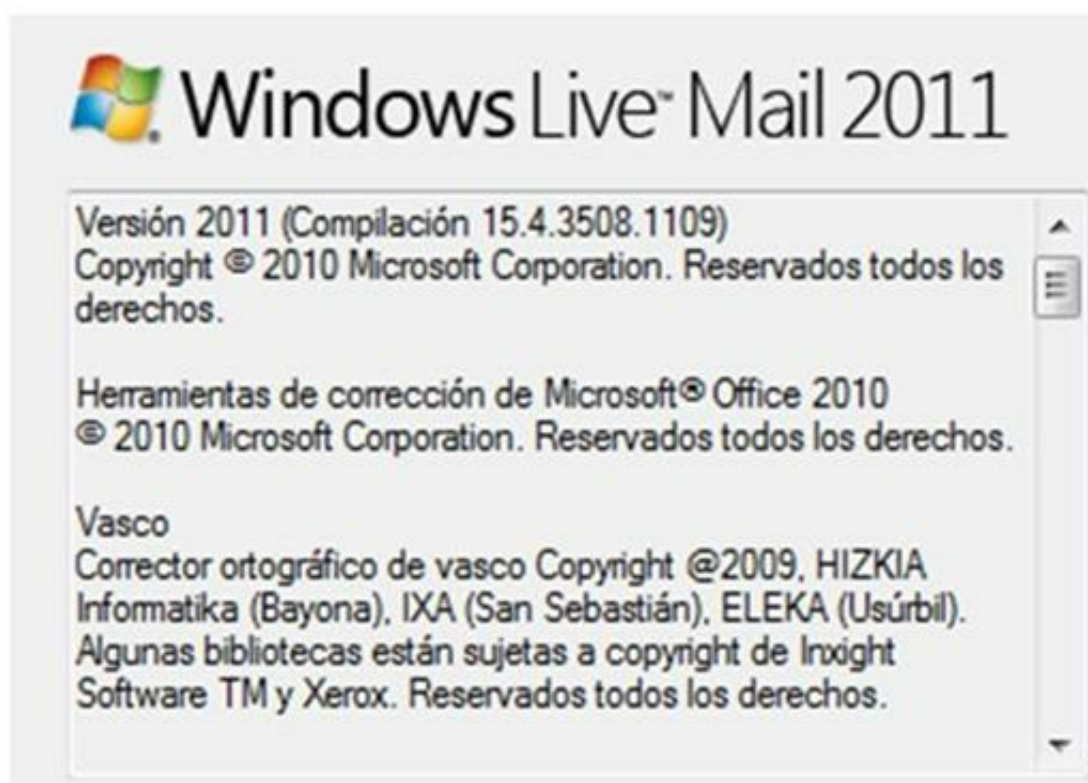 Windows Live™ Mail 2011
Versión 2011 (Compilación 15.4.3508.1109)
Copyright © 2010 Microsoft Corporation. Reservados todos los
derechos.
Herramientas de corrección de Microsoft® Office 2010
© 2010 Microsoft Corporation. Reservados todos los derechos.
Vasco
Corrector ortográfico de vasco Copyright @2009, HIZKIA
Informatika (Bayona), IXA (San Sebastián), ELEKA (Usúrbil).
Algunas bibliotecas están sujetas a copyright de Inxight
Software TM y Xerox. Reservados todos los derechos.